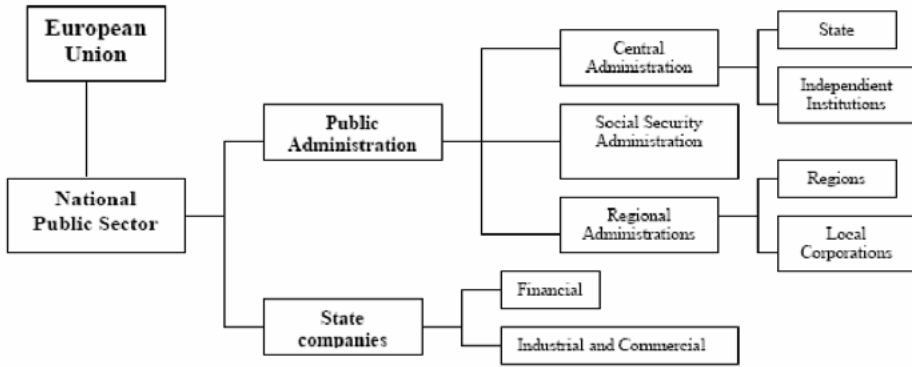 European
Union
National
Public Sector
Public
Administration
State
companies
Central
Administration
Social Security
Administration
Regional
Administrations
Financial
Industrial and Commercial
State
Independent
Institutions
Regions
Local
Corporations